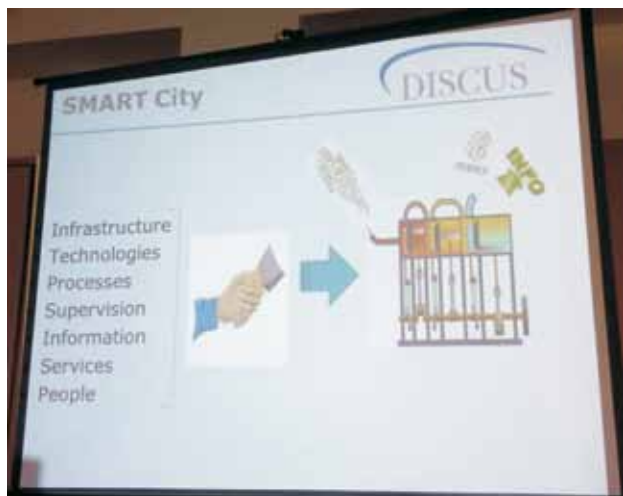 SMART City
DISCUS
INFO
Infrastructure
Technologies
Processes
Supervision
Information
Services
People